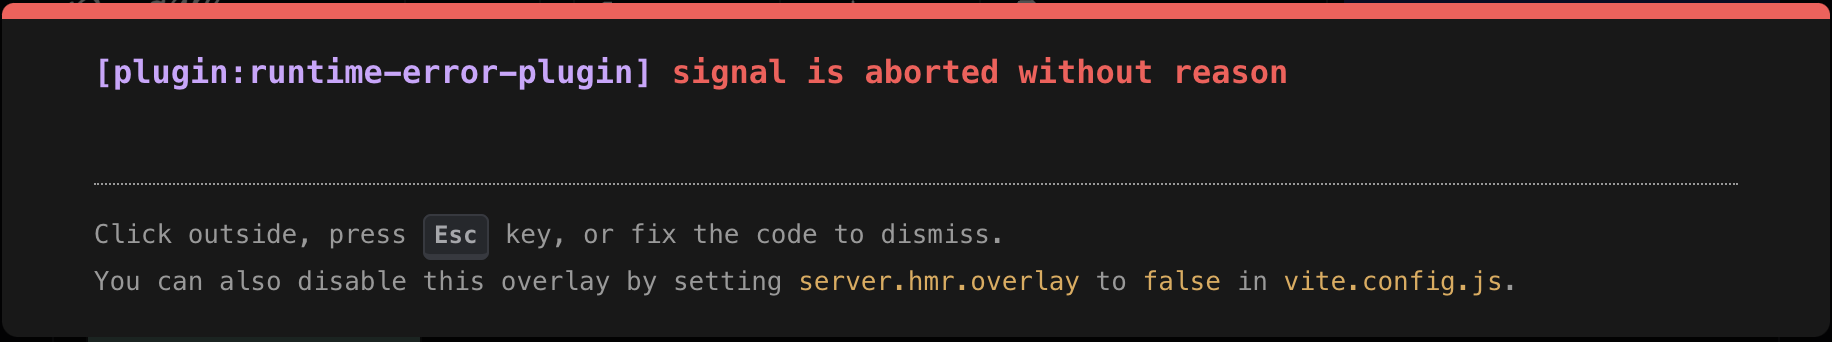 [plugin:runtime-error-plugin] signal is aborted without reason
Click outside, press Esc key, or fix the code to dismiss.
You can also disable this overlay by setting server.hmr.overlay to false in vite.config.js.